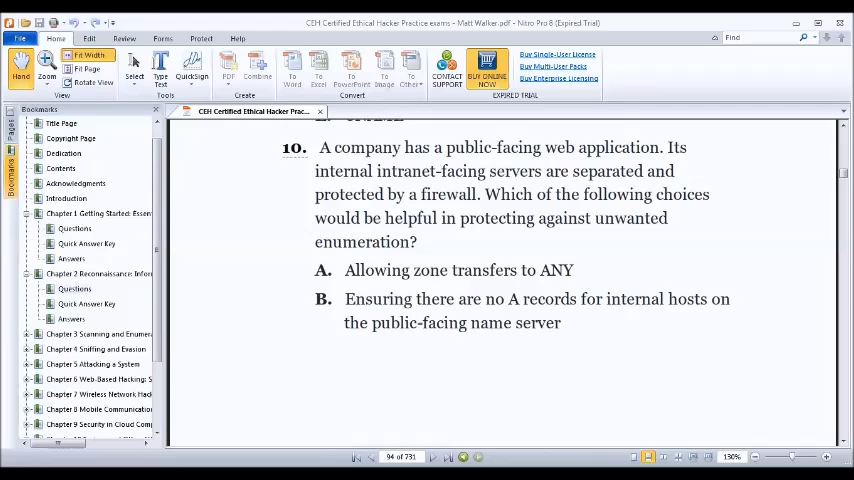 CEH Certified Ethical Hacker Practice exams - Matt Walker.pdf - Nitro Pro 8 (Expired Trial)
File Home Edit Review Forms Protect Help Find
Hand Zoom Fit Width Fit Page Rotate View Select Type Text QuickSign PDF Combine To Word To Excel To PowerPoint To Image To Other CONTACT SUPPORT BUY ONLINE NOW Buy Single-User License Buy Multi-User Packs Buy Enterprise Licensing
View Tools Create Convert EXPIRED TRIAL
Bookmarks
CEH Certified Ethical Hacker Prac...
Pages
Bookmarks
Title Page
Copyright Page
Dedication
Contents
Acknowledgments
Introduction
Chapter 1 Getting Started: Essen
Questions
Quick Answer Key
Answers
Chapter 2 Reconnaissance: Infor
Questions
Quick Answer Key
Answers
Chapter 3 Scanning and Enumera
Chapter 4 Sniffing and Evasion
Chapter 5 Attacking a System
Chapter 6 Web-Based Hacking: S
Chapter 7 Wireless Network Hac
Chapter 8 Mobile Communication
Chapter 9 Security in Cloud Comp
10. A company has a public-facing web application. Its
internal intranet-facing servers are separated and
protected by a firewall. Which of the following choices
would be helpful in protecting against unwanted
enumeration?
A. Allowing zone transfers to ANY
B. Ensuring there are no A records for internal hosts on
the public-facing name server
94 of 731
130%